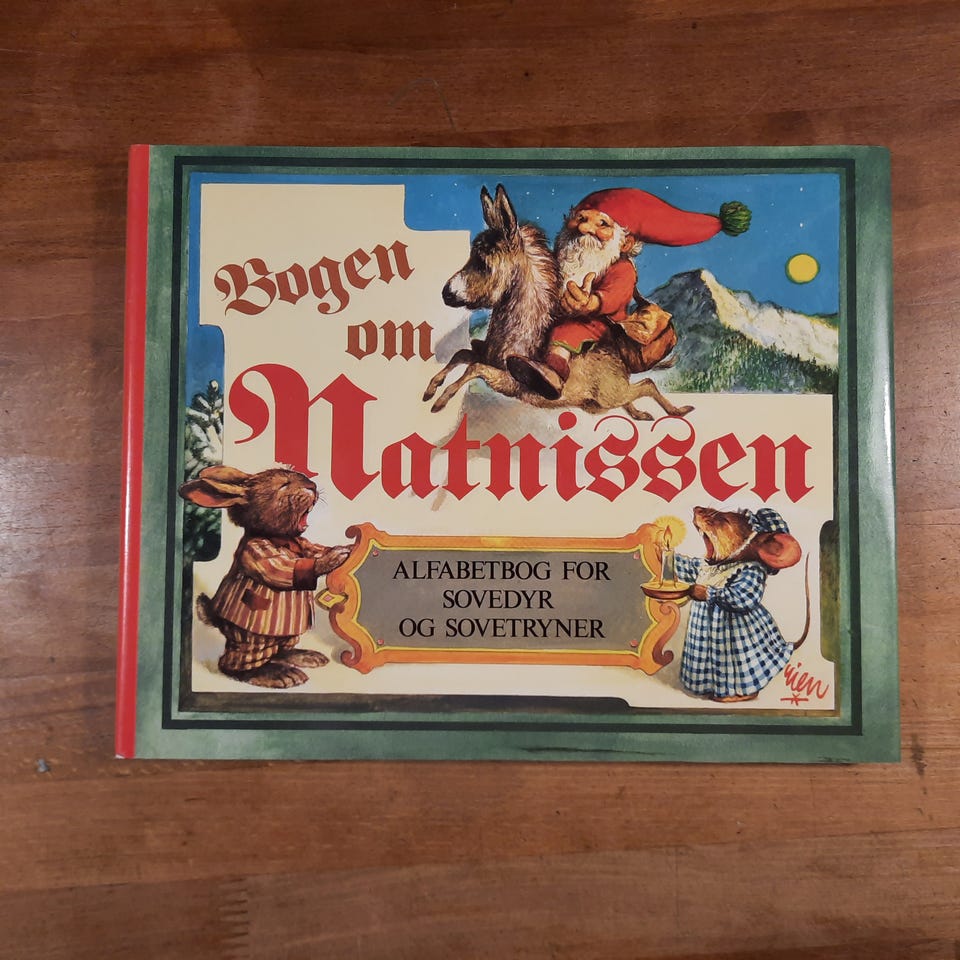 Bogen
om
Natnissen
ALFABETBOG FOR
SOVEDYR
OG SOVETRYNER
rien